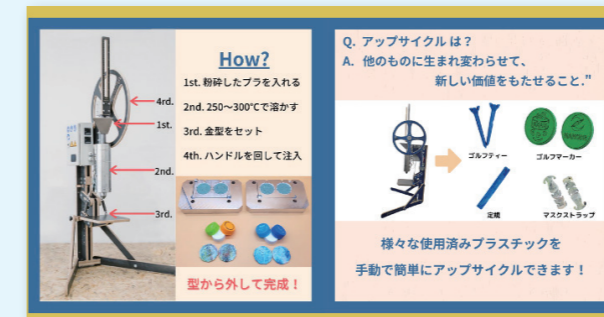 How?
1st. 粉砕したプラを入れる
2nd. 250～300℃で溶かす
3rd. 金型をセット
4th. ハンドルを回して注入
4th.
1st.
2nd.
3rd.
型から外して完成！
Q. アップサイクル は？
A. 他のものに生まれ変わらせて、
新しい価値をもたせること.”
ゴルフティー
ゴルフマーカー
定規
マスクストラップ
様々な使用済みプラスチックを
手動で簡単にアップサイクルできます！